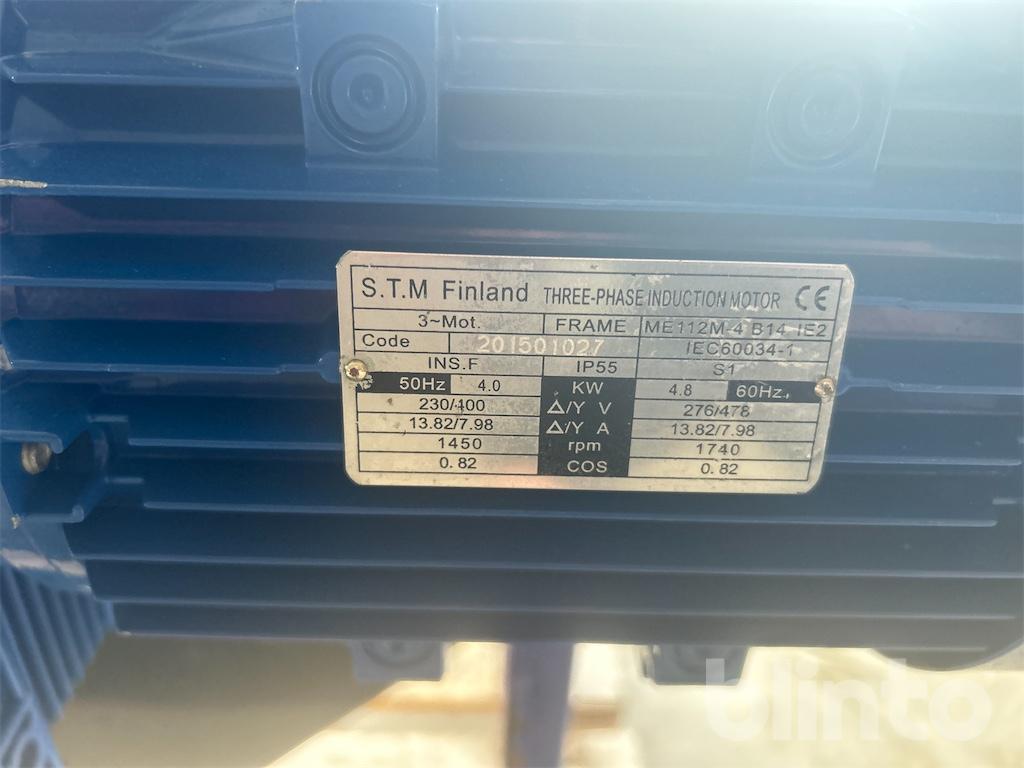 S.T.M Finland THREE-PHASE INDUCTION MOTOR CE
3~Mot. FRAME ME112M-4 B14 IE2
Code 201501027 IEC60034-1
INS.F IP55 S1
50Hz 4.0 KW 4.8 60Hz
230/400 Δ/Y V 276/478
13.82/7.98 Δ/Y A 13.82/7.98
1450 rpm 1740
0.82 COS 0.82
blinto